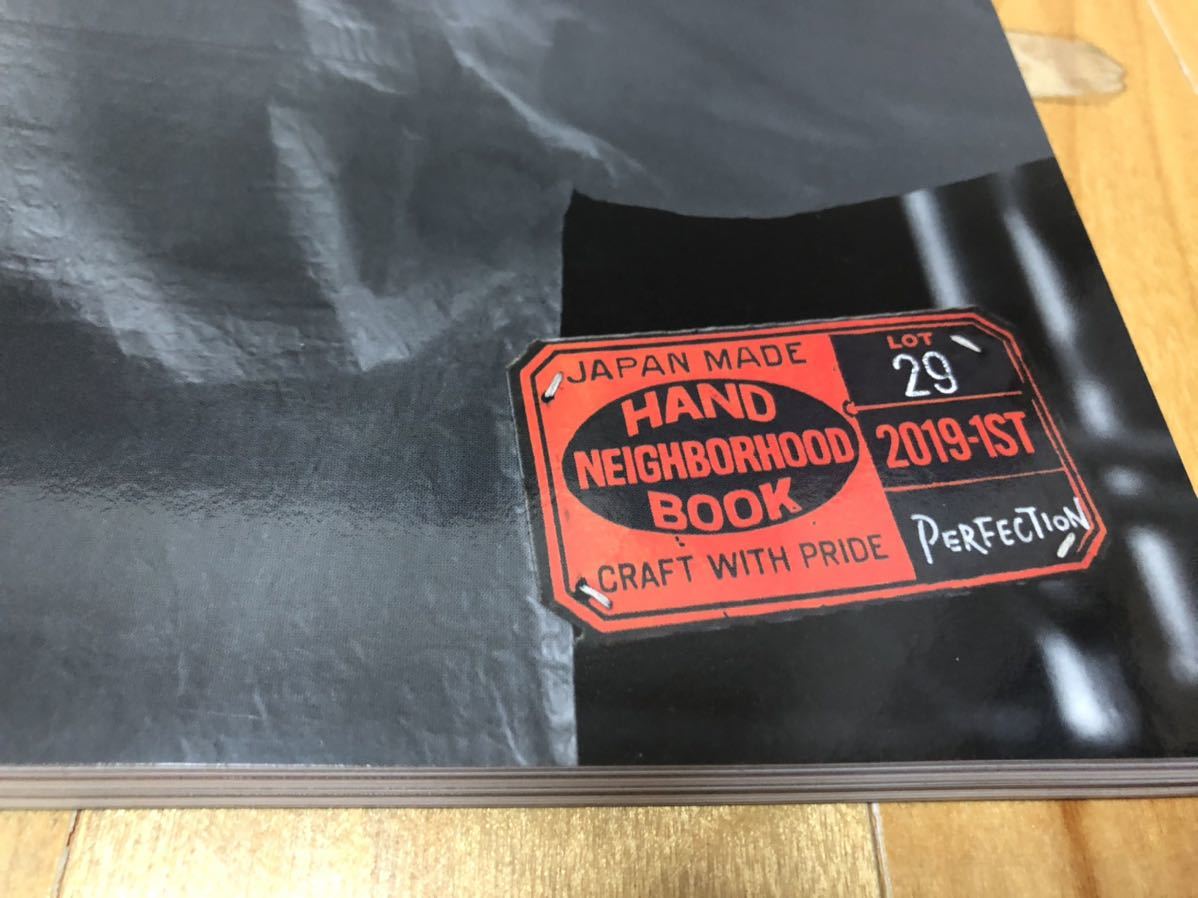 JAPAN MADE
HAND
NEIGHBORHOOD
BOOK
CRAFT WITH PRIDE
LOT
29
2019-1ST
PERFECTION